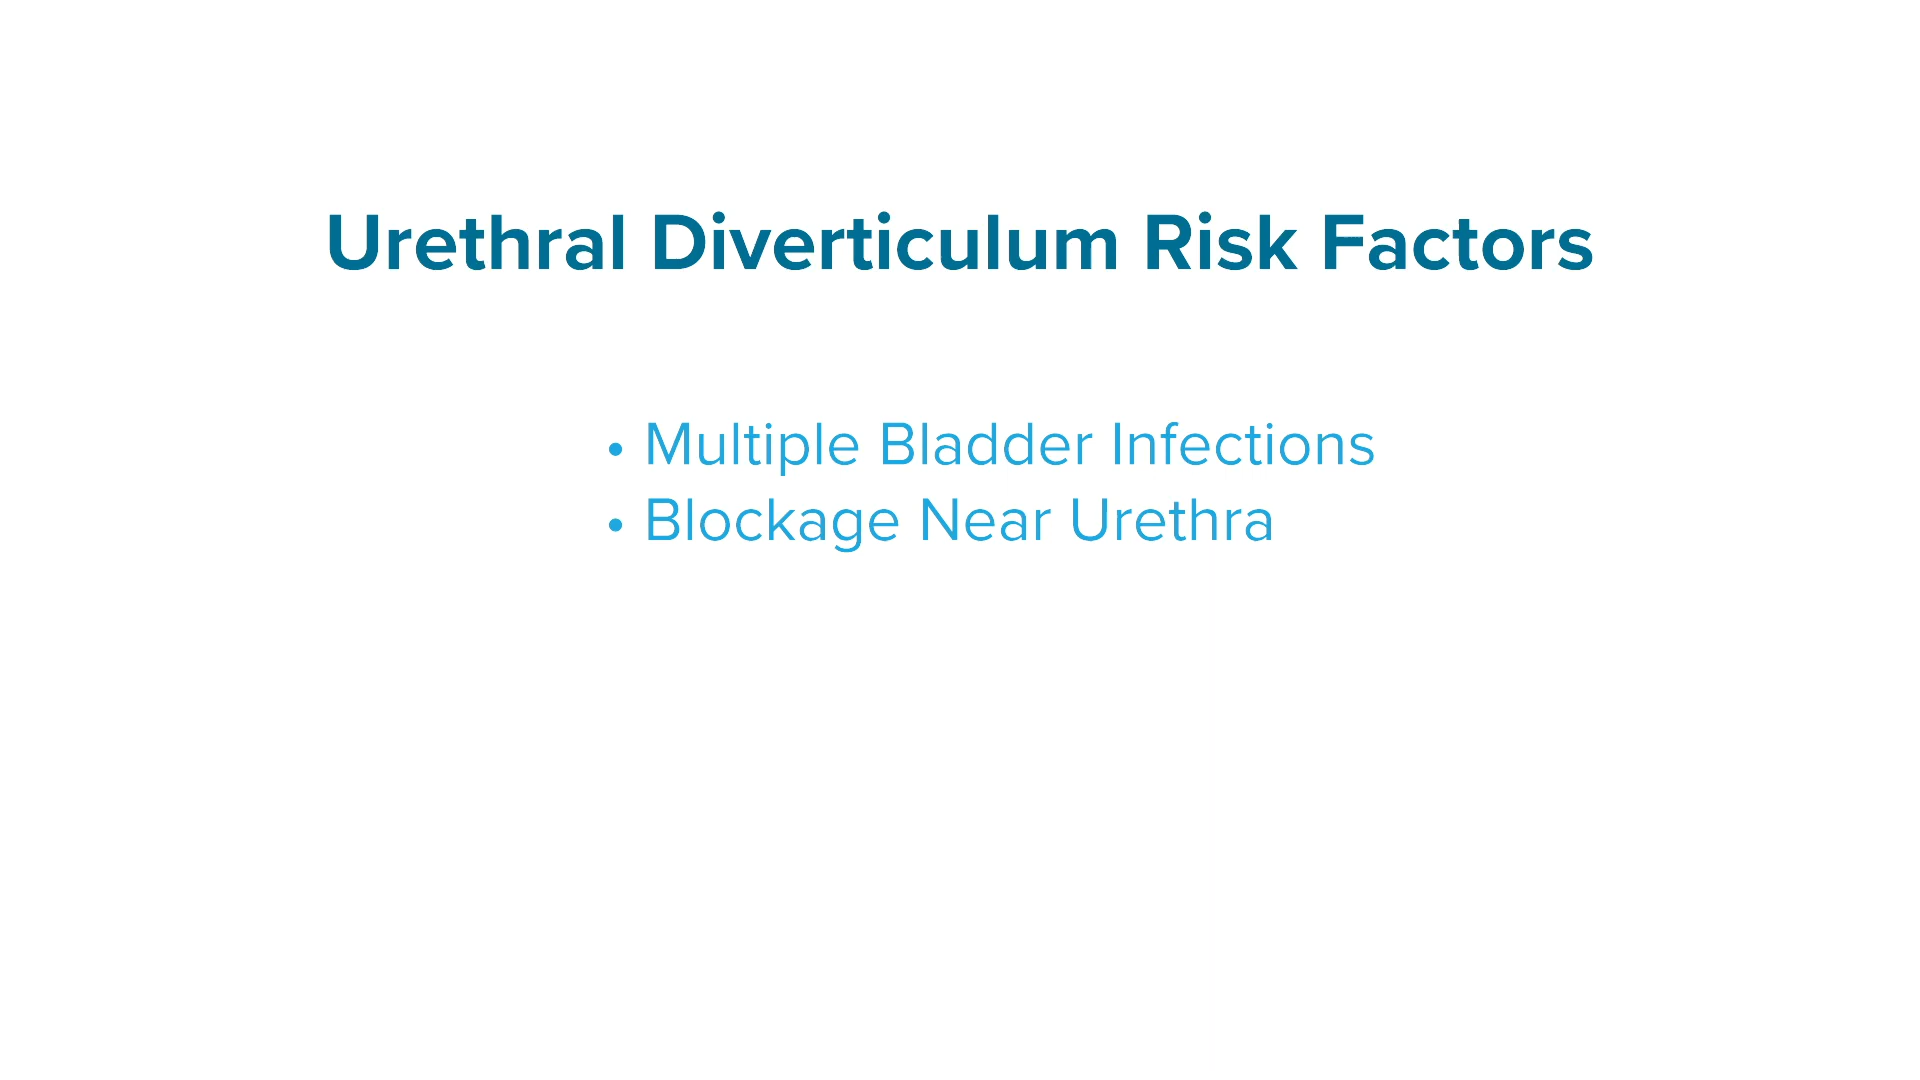 Urethral Diverticulum Risk Factors
• Multiple Bladder Infections
• Blockage Near Urethra